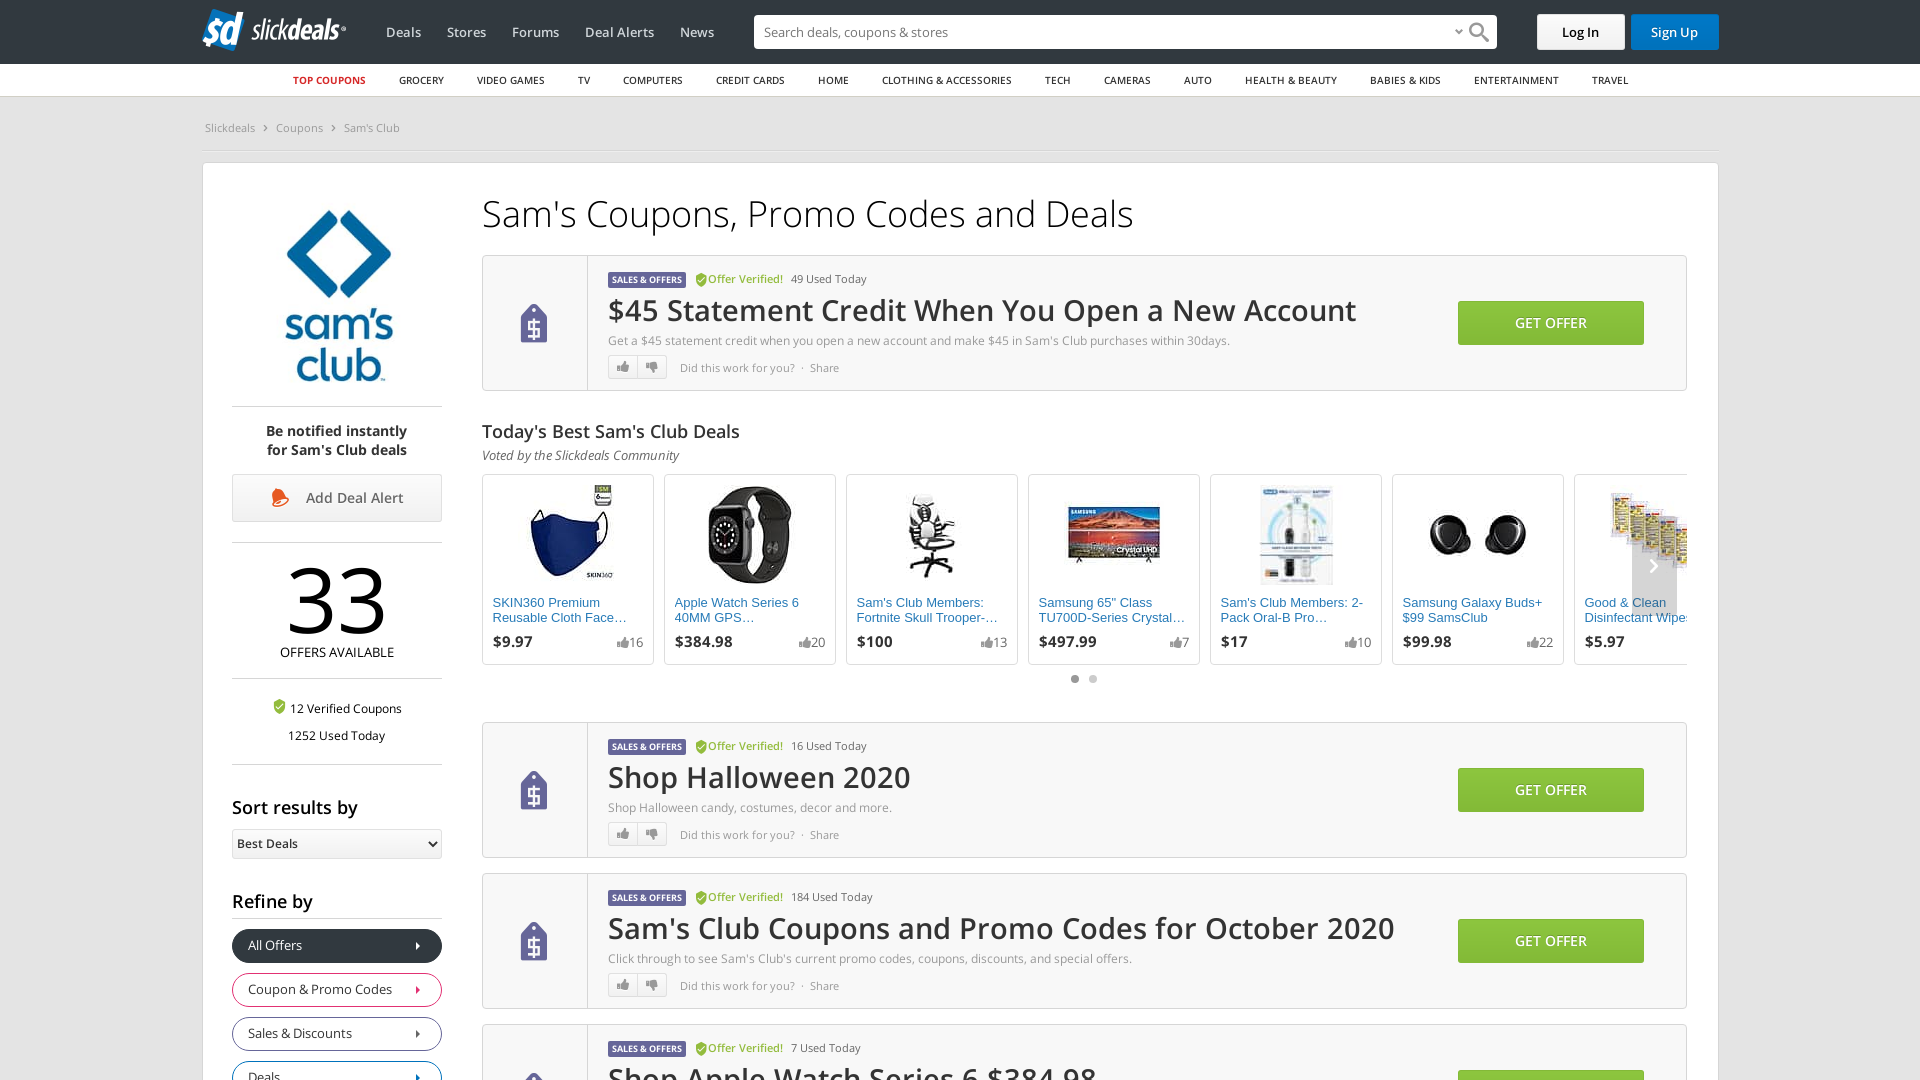 sd slickdeals
Deals
Stores
Forums
Deal Alerts
News
Search deals, coupons & stores
Log In
Sign Up
TOP COUPONS
GROCERY
VIDEO GAMES
TV
COMPUTERS
CREDIT CARDS
HOME
CLOTHING & ACCESSORIES
TECH
CAMERAS
AUTO
HEALTH & BEAUTY
BABIES & KIDS
ENTERTAINMENT
TRAVEL
Slickdeals
Coupons
Sam's Club
sam's
club
Be notified instantly
for Sam's Club deals
Add Deal Alert
33
OFFERS AVAILABLE
12 Verified Coupons
1252 Used Today
Sort results by
Best Deals
Refine by
All Offers
Coupon & Promo Codes
Sales & Discounts
Deals
Sam's Coupons, Promo Codes and Deals
SALES & OFFERS Offer Verified! 49 Used Today
$45 Statement Credit When You Open a New Account
Get a $45 statement credit when you open a new account and make $45 in Sam's Club purchases within 30days.
Did this work for you? · Share
GET OFFER
Today's Best Sam's Club Deals
Voted by the Slickdeals Community
SKIN360
SKIN360 Premium
Reusable Cloth Face…
$9.97
16
Apple Watch Series 6
40MM GPS…
$384.98
20
Sam's Club Members:
Fortnite Skull Trooper-…
$100
13
SAMSUNG
Crystal UHD
Samsung 65" Class
TU700D-Series Crystal…
$497.99
7
Sam's Club Members: 2-
Pack Oral-B Pro…
$17
10
Samsung Galaxy Buds+
$99 SamsClub
$99.98
22
Good & Clean
Disinfectant Wipes
$5.97
SALES & OFFERS Offer Verified! 16 Used Today
Shop Halloween 2020
Shop Halloween candy, costumes, decor and more.
Did this work for you? · Share
GET OFFER
SALES & OFFERS Offer Verified! 184 Used Today
Sam's Club Coupons and Promo Codes for October 2020
Click through to see Sam's Club's current promo codes, coupons, discounts, and special offers.
Did this work for you? · Share
GET OFFER
SALES & OFFERS Offer Verified! 7 Used Today
Shop Apple Watch Series 6 $384.98